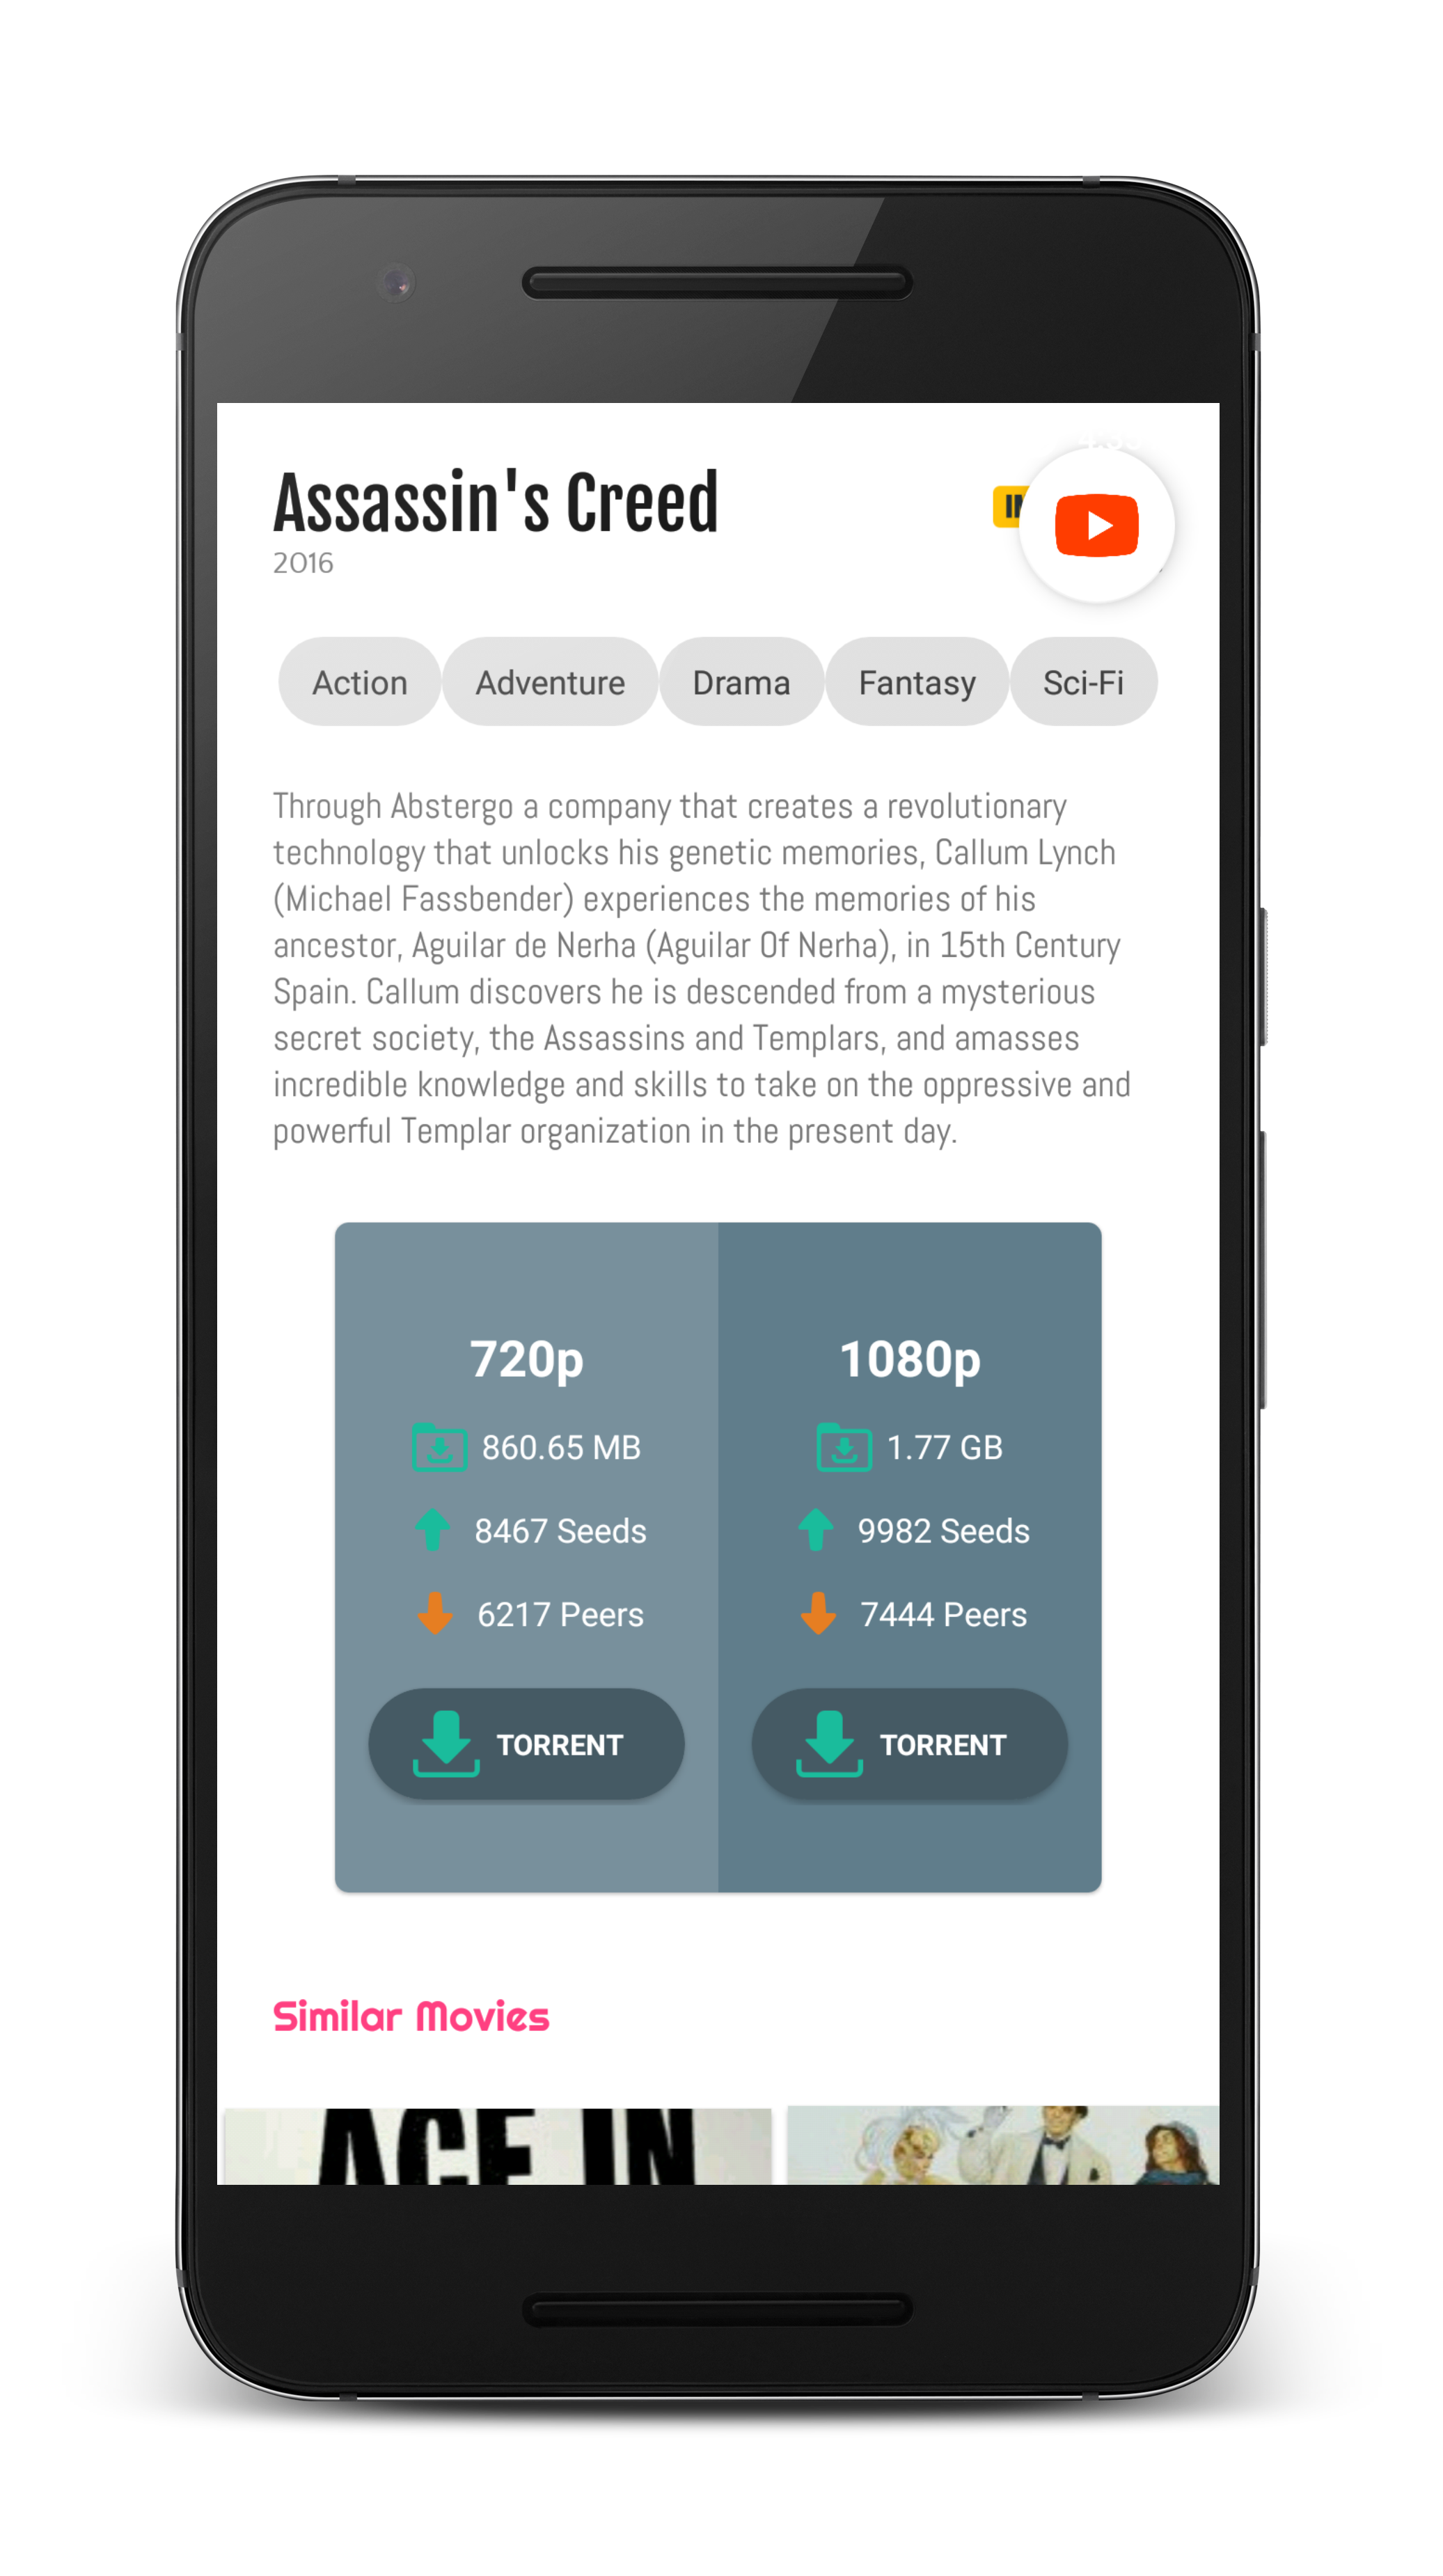 Assassin's Creed
2016
Action Adventure Drama Fantasy Sci-Fi
Through Abstergo a company that creates a revolutionary
technology that unlocks his genetic memories, Callum Lynch
(Michael Fassbender) experiences the memories of his
ancestor, Aguilar de Nerha (Aguilar Of Nerha), in 15th Century
Spain. Callum discovers he is descended from a mysterious
secret society, the Assassins and Templars, and amasses
incredible knowledge and skills to take on the oppressive and
powerful Templar organization in the present day.
720p
860.65 MB
8467 Seeds
6217 Peers
TORRENT
1080p
1.77 GB
9982 Seeds
7444 Peers
TORRENT
Similar Movies
ACE IN